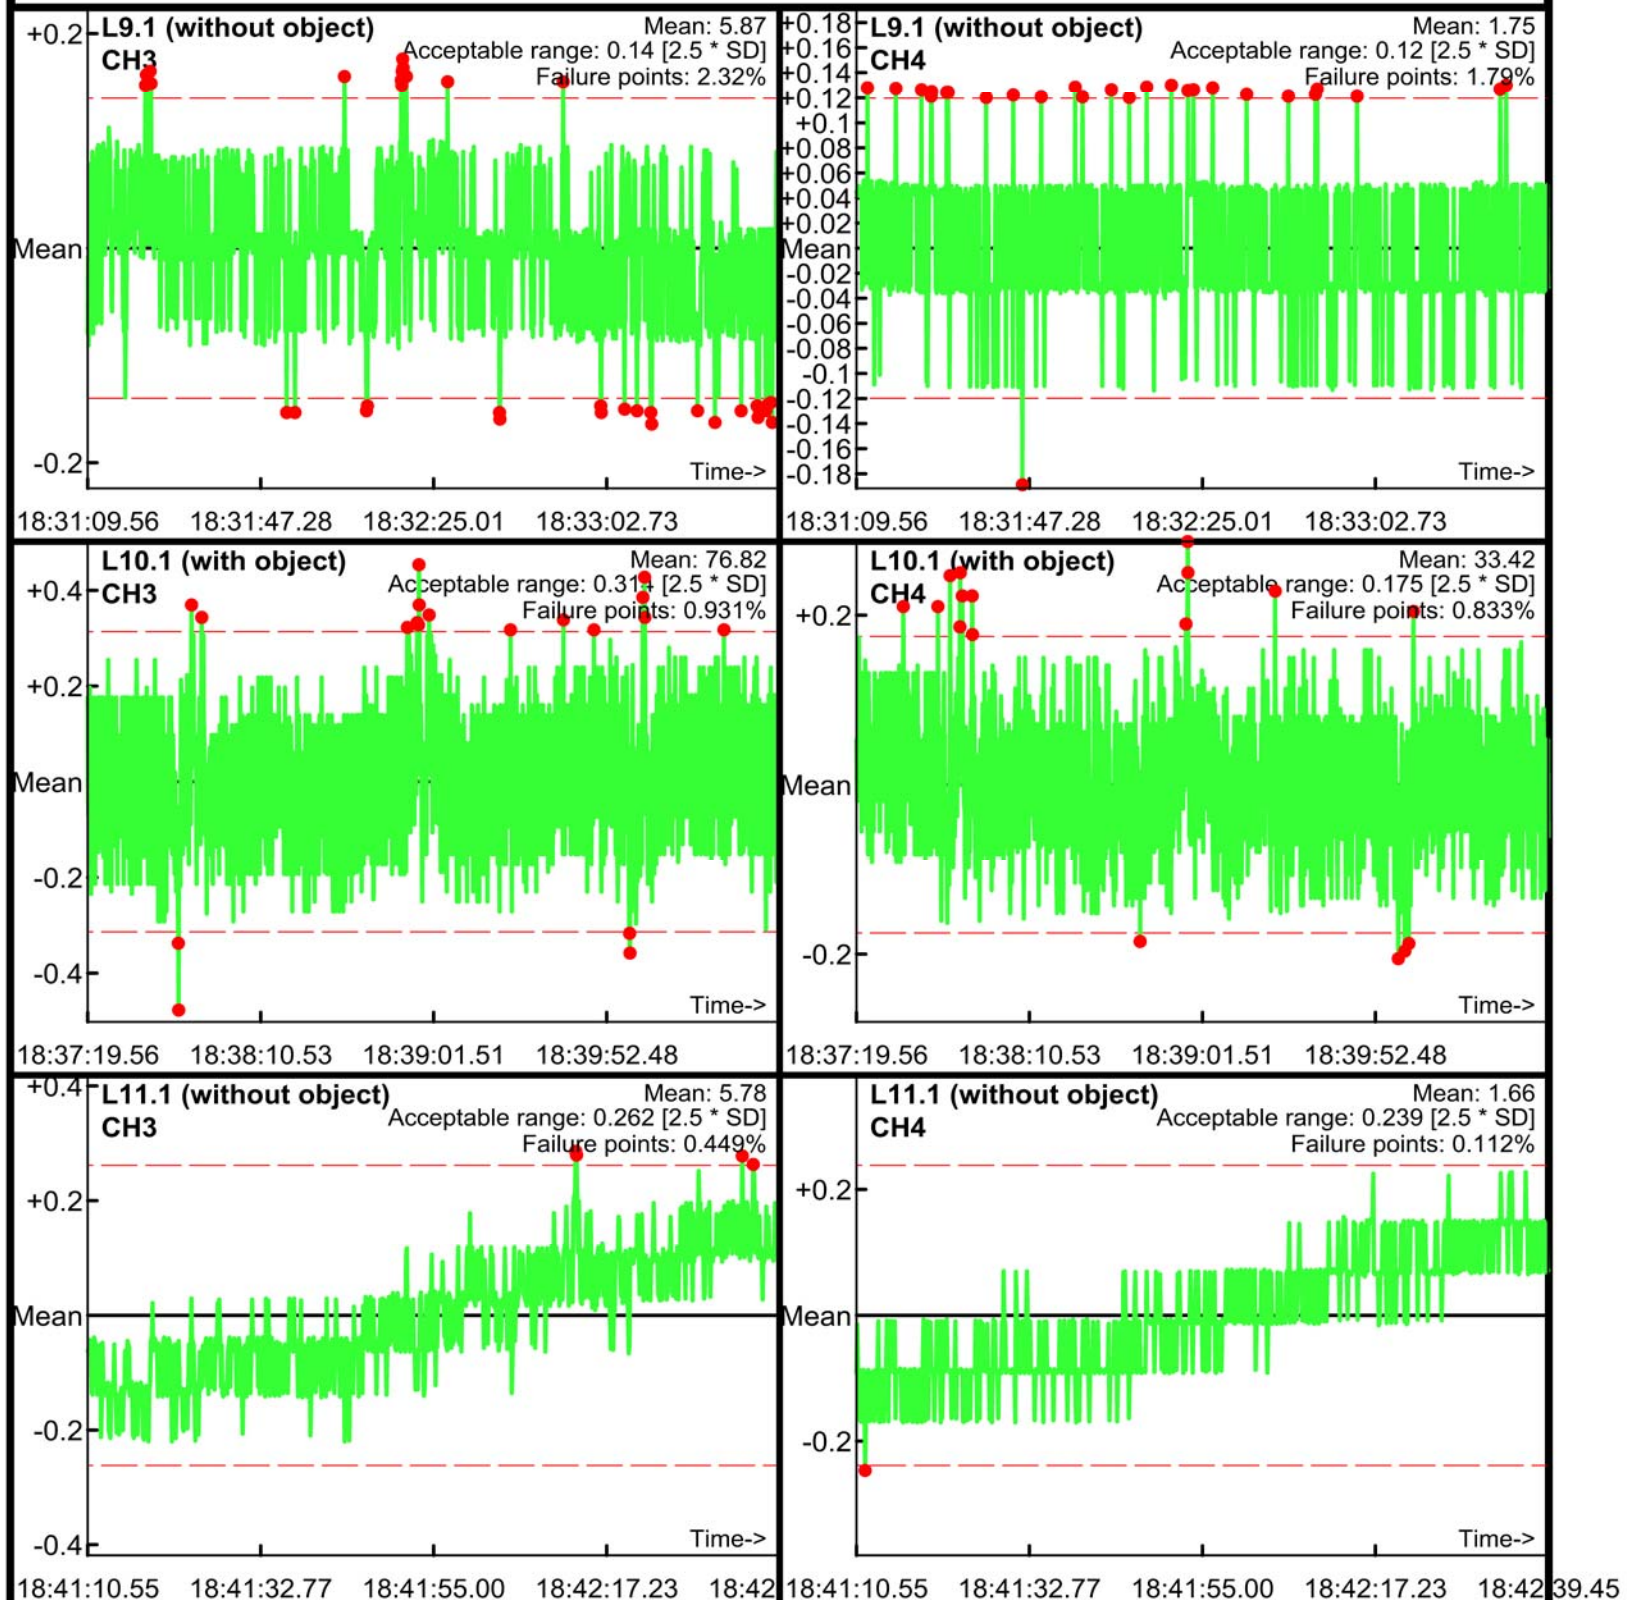 L9.1 (without object)
CH3
Mean: 5.87
Acceptable range: 0.14 [2.5 * SD]
Failure points: 2.32%
+0.2
Mean
-0.2
Time->
18:31:09.56 18:31:47.28 18:32:25.01 18:33:02.73
L9.1 (without object)
CH4
Mean: 1.75
Acceptable range: 0.12 [2.5 * SD]
Failure points: 1.79%
+0.18
+0.16
+0.14
+0.12
+0.1
+0.08
+0.06
+0.04
+0.02
Mean
-0.02
-0.04
-0.06
-0.08
-0.1
-0.12
-0.14
-0.16
-0.18
Time->
18:31:09.56 18:31:47.28 18:32:25.01 18:33:02.73
L10.1 (with object)
CH3
Mean: 76.82
Acceptable range: 0.314 [2.5 * SD]
Failure points: 0.931%
+0.4
+0.2
Mean
-0.2
-0.4
Time->
18:37:19.56 18:38:10.53 18:39:01.51 18:39:52.48
L10.1 (with object)
CH4
Mean: 33.42
Acceptable range: 0.175 [2.5 * SD]
Failure points: 0.833%
+0.2
Mean
-0.2
Time->
18:37:19.56 18:38:10.53 18:39:01.51 18:39:52.48
L11.1 (without object)
CH3
Mean: 5.78
Acceptable range: 0.262 [2.5 * SD]
Failure points: 0.449%
+0.4
+0.2
Mean
-0.2
-0.4
Time->
18:41:10.55 18:41:32.77 18:41:55.00 18:42:17.23 18:42
L11.1 (without object)
CH4
Mean: 1.66
Acceptable range: 0.239 [2.5 * SD]
Failure points: 0.112%
+0.2
Mean
-0.2
Time->
18:41:10.55 18:41:32.77 18:41:55.00 18:42:17.23 18:42:39.45